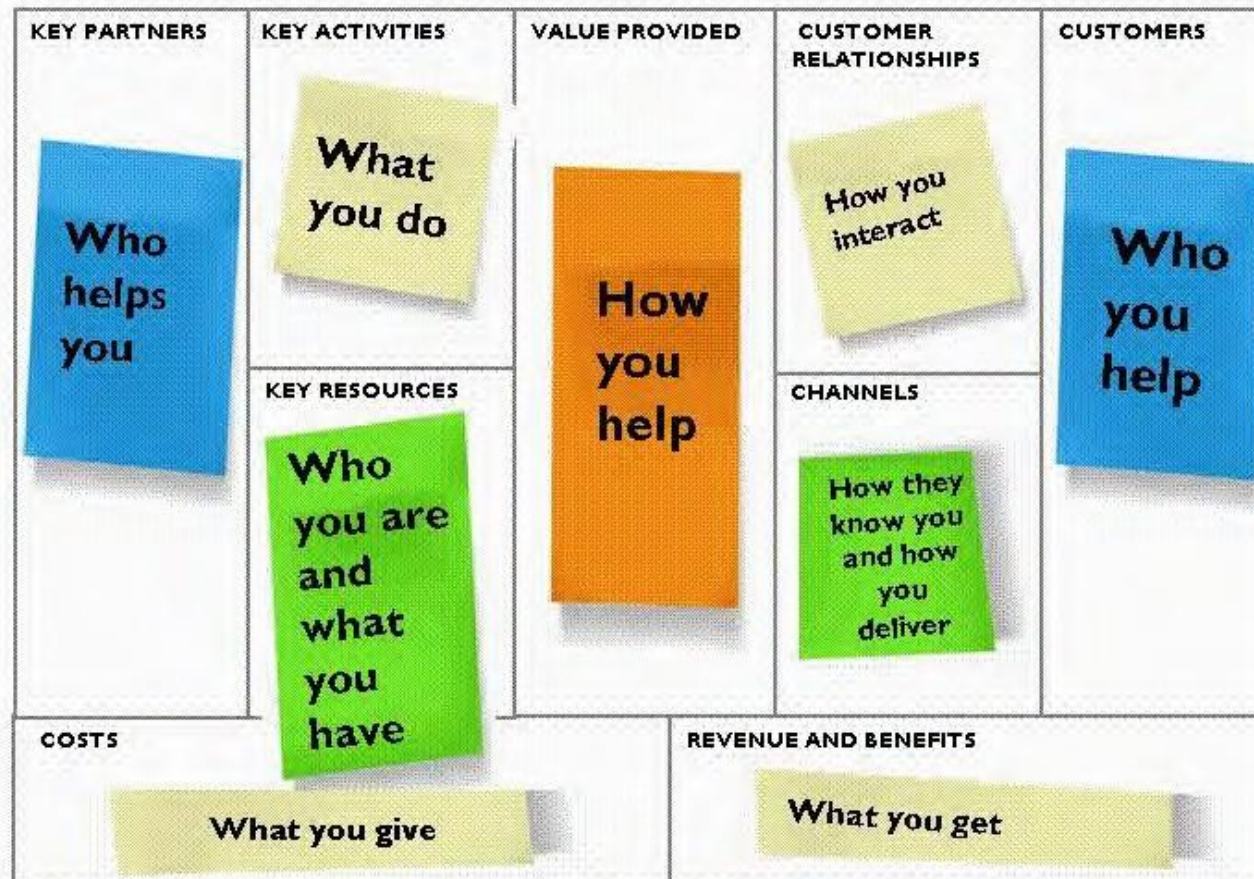 KEY PARTNERS
Who
helps
you
KEY ACTIVITIES
What
you do
KEY RESOURCES
Who
you are
and
what
you
have
VALUE PROVIDED
How
you
help
CUSTOMER
RELATIONSHIPS
How you
interact
CHANNELS
How they
know you
and how
you
deliver
CUSTOMERS
Who
you
help
COSTS
What you give
REVENUE AND BENEFITS
What you get